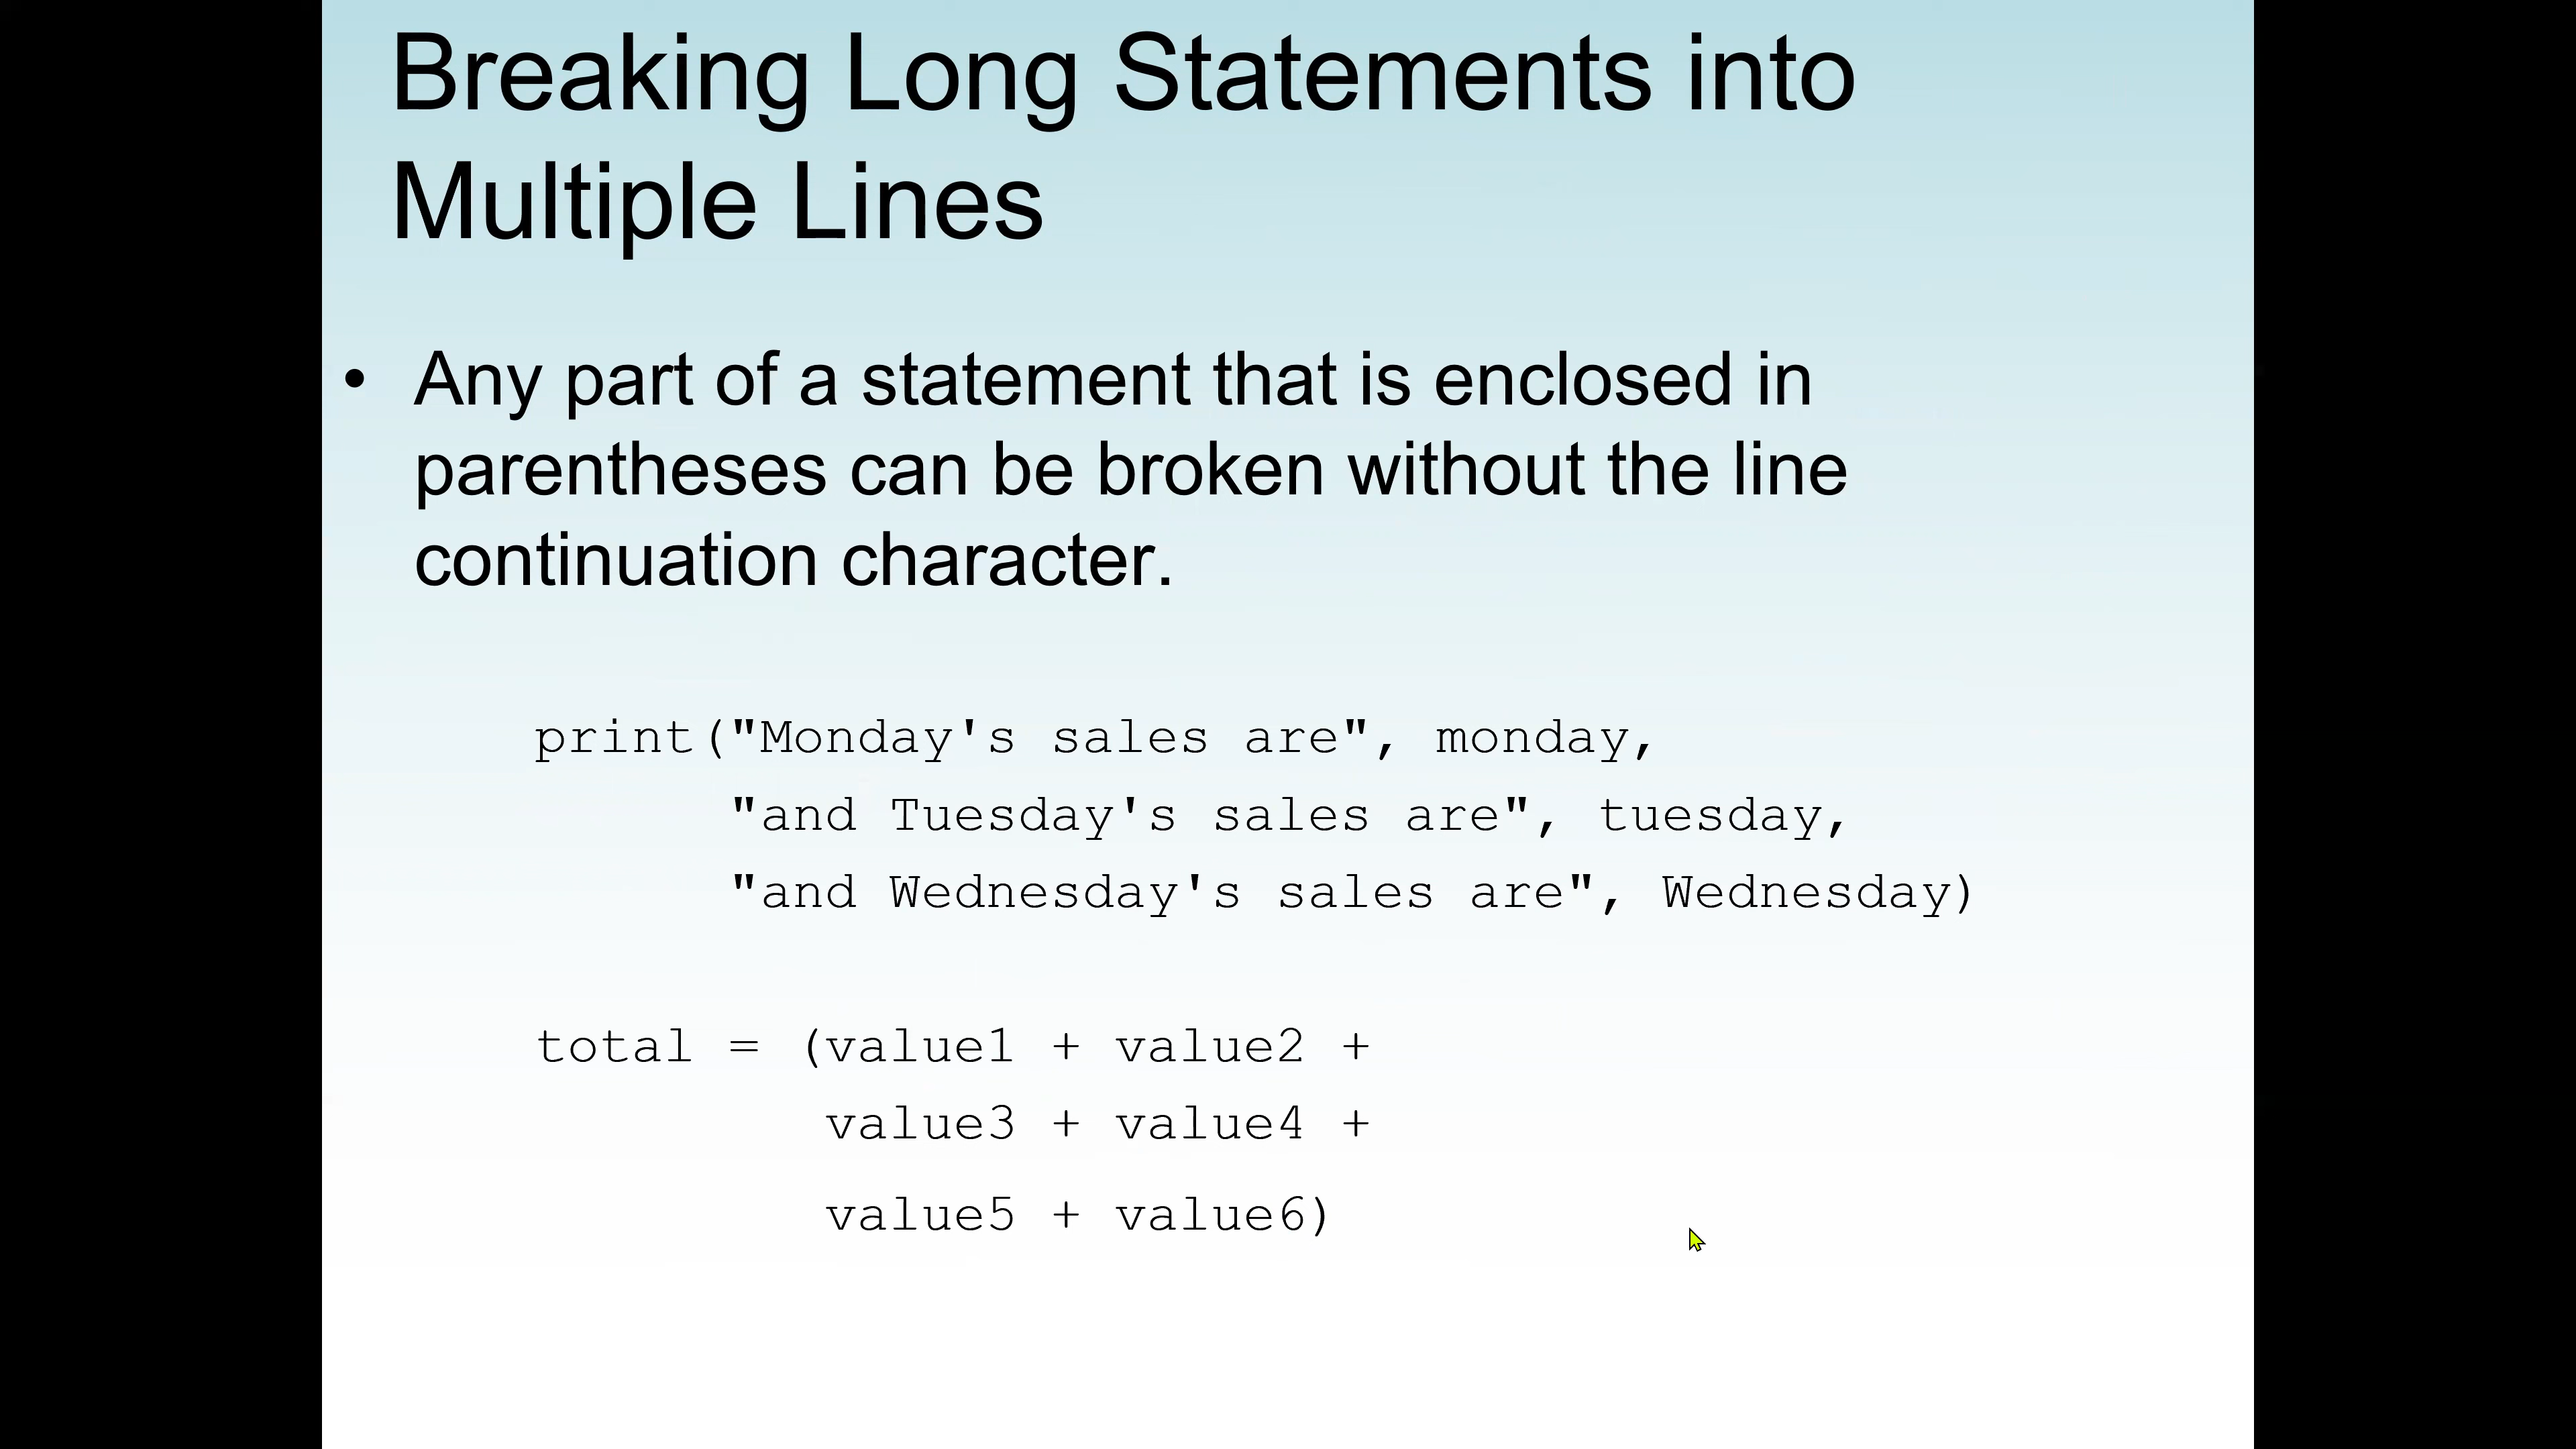 Breaking Long Statements into
Multiple Lines
• Any part of a statement that is enclosed in
parentheses can be broken without the line
continuation character.
print("Monday's sales are", monday,
"and Tuesday's sales are", tuesday,
"and Wednesday's sales are", Wednesday)
total = (value1 + value2 +
value3 + value4 +
value5 + value6)